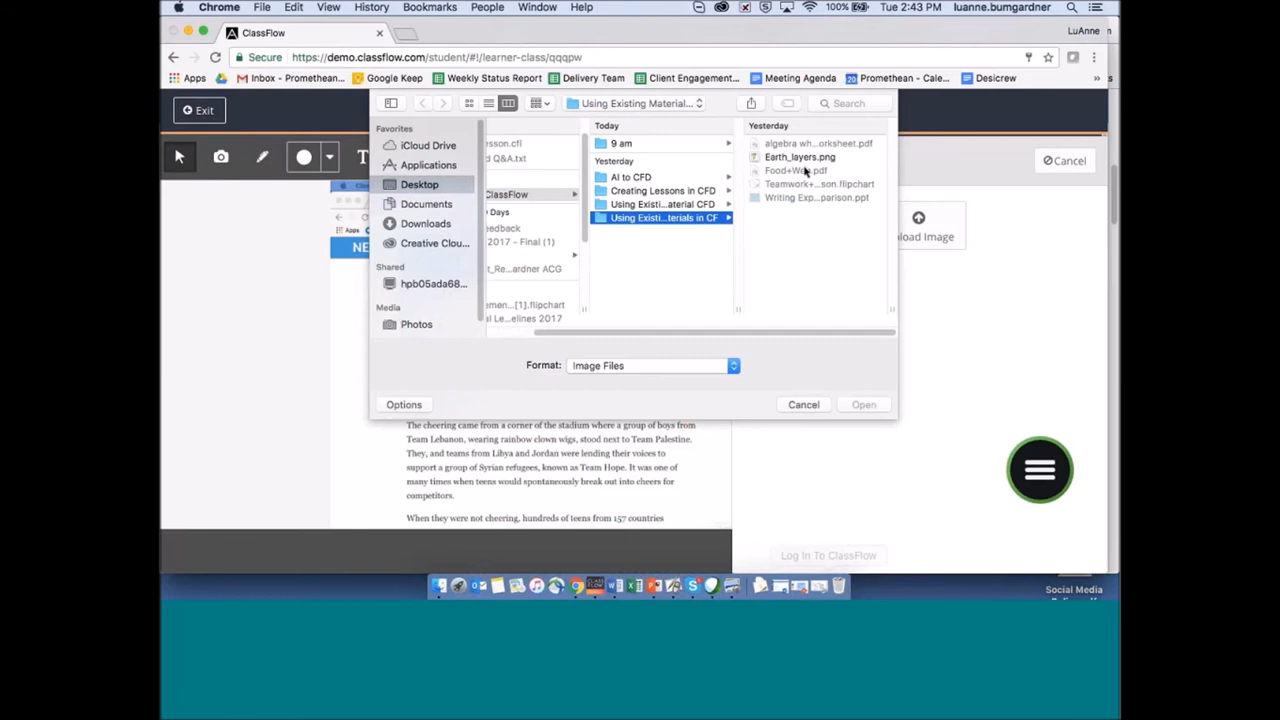 Chrome File Edit View History Bookmarks People Window Help 100% Tue 2:43 PM luanne.bumgardner
ClassFlow LuAnne
Secure https://demo.classflow.com/student/#!/learner-class/qqqpw
Apps Inbox - Promethean... Google Keep Weekly Status Report Delivery Team Client Engagement... Meeting Agenda 20 Promethean - Cale... Desicrew »
Exit
Using Existing Material... Search
Favorites
iCloud Drive
Applications
Desktop
Documents
Downloads
Creative Clou...
Shared
hpb05ada68...
Media
Photos
sson.cfl
d Q&A.txt
ClassFlow
Days
eedback
2017 - Final (1)
t_Re...ardner ACG
emen...[1].flipchart
al Le...elines 2017
Today
9 am
Yesterday
AI to CFD
Creating Lessons in CFD
Using Existi...aterial CFD
Using Existi...terials in CF
Yesterday
algebra wh...orksheet.pdf
Earth_layers.png
Food+We .pdf
Teamwork+...son.flipchart
Writing Exp...parison.ppt
Format: Image Files
Options Cancel Open
T
Cancel
load Image
Apps
NE
The cheering came from a corner of the stadium where a group of boys from
Team Lebanon, wearing rainbow clown wigs, stood next to Team Palestine.
They, and teams from Libya and Jordan were lending their voices to
support a group of Syrian refugees, known as Team Hope. It was one of
many times when teens would spontaneously break out into cheers for
competitors.
When they were not cheering, hundreds of teens from 157 countries
Log In To ClassFlow
Social Media